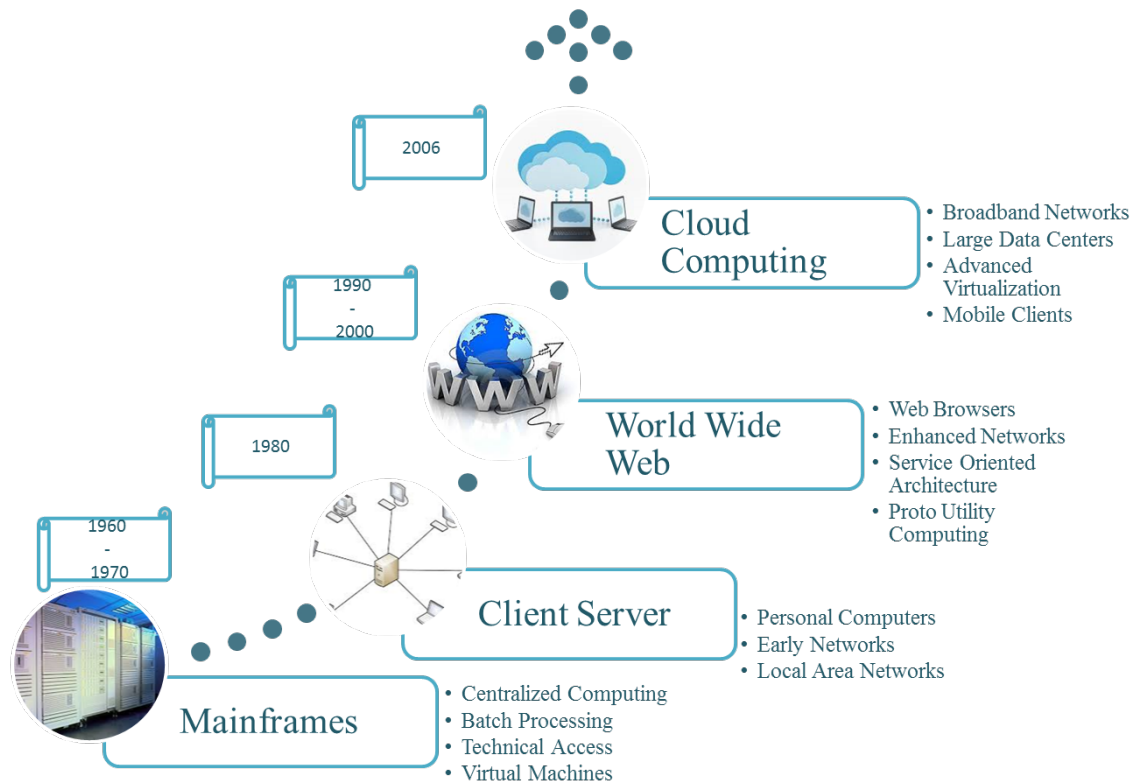 2006
Cloud
Computing
• Broadband Networks
• Large Data Centers
• Advanced
Virtualization
• Mobile Clients
1990
-
2000
WWW
World Wide
Web
• Web Browsers
• Enhanced Networks
• Service Oriented
Architecture
• Proto Utility
Computing
1980
Client Server
• Personal Computers
• Early Networks
• Local Area Networks
1960
-
1970
Mainframes
• Centralized Computing
• Batch Processing
• Technical Access
• Virtual Machines